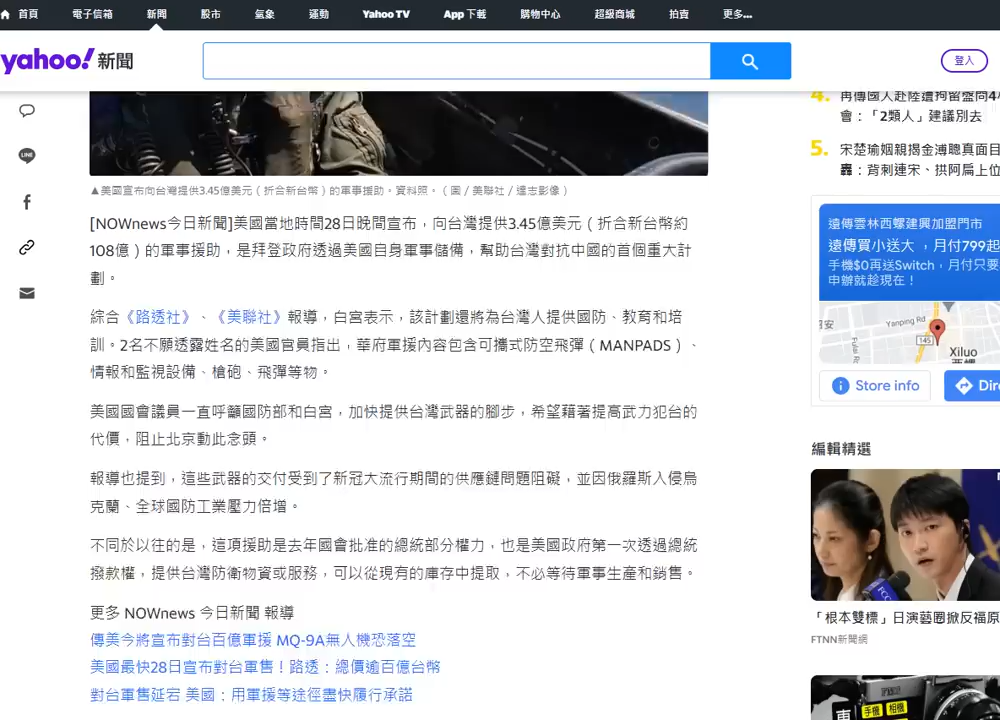 首頁 電子信箱 新聞 股市 氣象 運動 Yahoo TV App 下載 購物中心 超級商城 拍賣 更多...
yahoo! 新聞
登入
▲美國宣布向台灣提供3.45億美元（折合新台幣）的軍事援助。資料照。（圖 / 美聯社 / 達志影像）
[NOWnews今日新聞]美國當地時間28日晚間宣布，向台灣提供3.45億美元（折合新台幣約
108億）的軍事援助，是拜登政府透過美國自身軍事儲備，幫助台灣對抗中國的首個重大計
劃。
綜合《路透社》、《美聯社》報導，白宮表示，該計劃還將為台灣人提供國防、教育和培
訓。2名不願透露姓名的美國官員指出，華府軍援內容包含可攜式防空飛彈（MANPADS）、
情報和監視設備、槍砲、飛彈等物。
美國國會議員一直呼籲國防部和白宮，加快提供台灣武器的腳步，希望藉著提高武力犯台的
代價，阻止北京動此念頭。
報導也提到，這些武器的交付受到了新冠大流行期間的供應鏈問題阻礙，並因俄羅斯入侵烏
克蘭、全球國防工業壓力倍增。
不同於以往的是，這項援助是去年國會批准的總統部分權力，也是美國政府第一次透過總統
撥款權，提供台灣防衛物資或服務，可以從現有的庫存中提取，不必等待軍事生產和銷售。
更多 NOWnews 今日新聞 報導
傳美今將宣布對台百億軍援 MQ-9A無人機恐落空
美國最快28日宣布對台軍售！路透：總價逾百億台幣
對台軍售延宕 美國：用軍援等途徑盡快履行承諾
4. 再傳國人赴陸遭拘留盤問4小
會：「2類人」建議別去
5. 宋楚瑜姻親揭金溥聰真面目
轟：背刺連宋、拱阿扁上位
遠傳雲林西螺建興加盟門市
遠傳買小送大 ，月付799起
手機$0再送Switch，月付只要
申辦就趁現在！
Yanping Rd
145
Xiluo
Store info
編輯精選
FCC
「根本雙標」日演藝圈掀反福原
FTNN新聞網
手機 相機